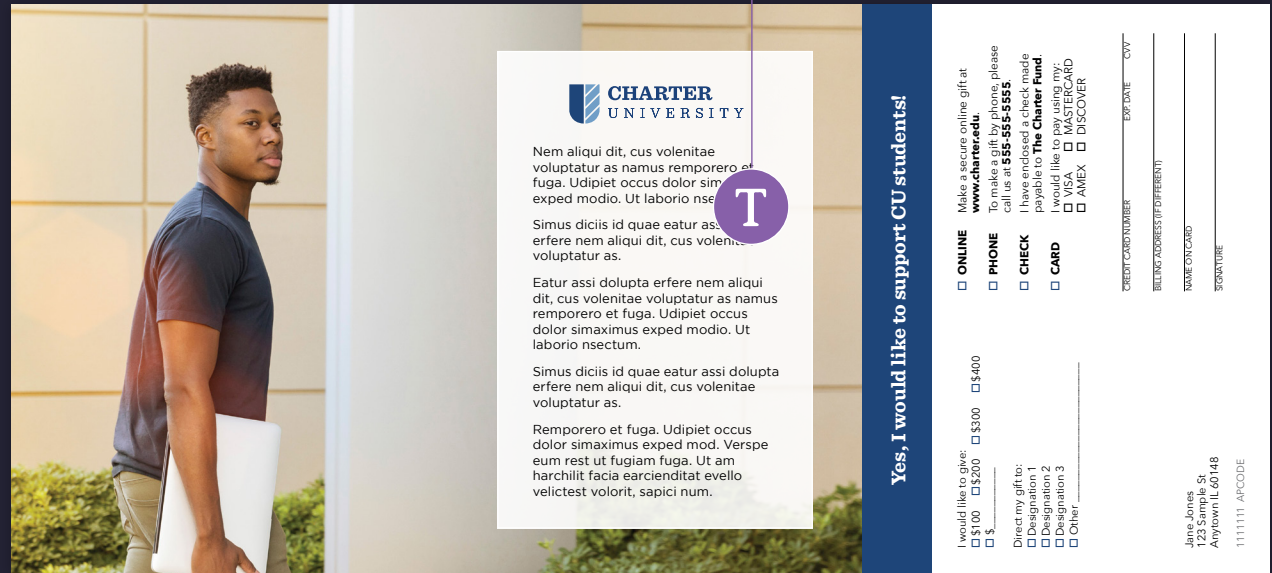 CHARTER
UNIVERSITY
Nem aliqui dit, cus volenitae
voluptatur as namus remporero et
fuga. Udipiet occus dolor sim
exped modio. Ut laborio nse
T
Simus diciis id quae eatur ass
erfere nem aliqui dit, cus volenita
voluptatur as.
Eatur assi dolupta erfere nem aliqui
dit, cus volenitae voluptatur as namus
remporero et fuga. Udipiet occus
dolor simaximus exped modio. Ut
laborio nsectum.
Simus diciis id quae eatur assi dolupta
erfere nem aliqui dit, cus volenitae
voluptatur as.
Remporero et fuga. Udipiet occus
dolor simaximus exped mod. Verspe
eum rest ut fugiam fuga. Ut am
harchilit facia earcienditat evello
velictest volorit, sapici num.
Yes, I would like to support CU students!
I would like to give:
$100 $200 $300 $400
$
Direct my gift to:
Designation 1
Designation 2
Designation 3
Other
Jane Jones
123 Sample St
Anytown IL 60148
1111111 APCODE
ONLINE Make a secure online gift at
www.charter.edu.
PHONE To make a gift by phone, please
call us at 555-555-5555.
CHECK I have enclosed a check made
payable to The Charter Fund.
CARD I would like to pay using my:
VISA MASTERCARD
AMEX DISCOVER
CREDIT CARD NUMBER EXP. DATE CVV
BILLING ADDRESS (IF DIFFERENT)
NAME ON CARD
SIGNATURE